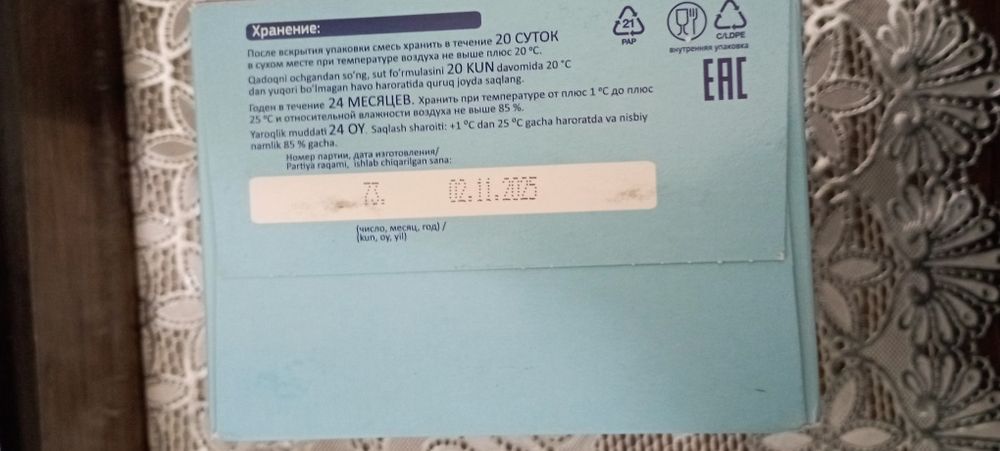 Хранение:
После вскрытия упаковки смесь хранить в течение 20 СУТОК
в сухом месте при температуре воздуха не выше плюс 20 °С.
Qadoqni ochgandan so'ng, sut fo'rmulasini 20 KUN davomida 20 °C
dan yuqori bo'lmagan havo haroratida quruq joyda saqlang.
Годен в течение 24 МЕСЯЦЕВ. Хранить при температуре от плюс 1 °С до плюс
25 °С и относительной влажности воздуха не выше 85 %.
Yaroqlik muddati 24 OY. Saqlash sharoiti: +1 °C dan 25 °C gacha haroratda va nisbiy
namlik 85 % gacha.
Номер партии, дата изготовления/
Partiya raqami, ishlab chiqarilgan sana:
73. 02.11.2025
(число, месяц, год) /
(kun, oy, yil)
21
PAP
C/LDPE
внутренняя упаковка
EAC